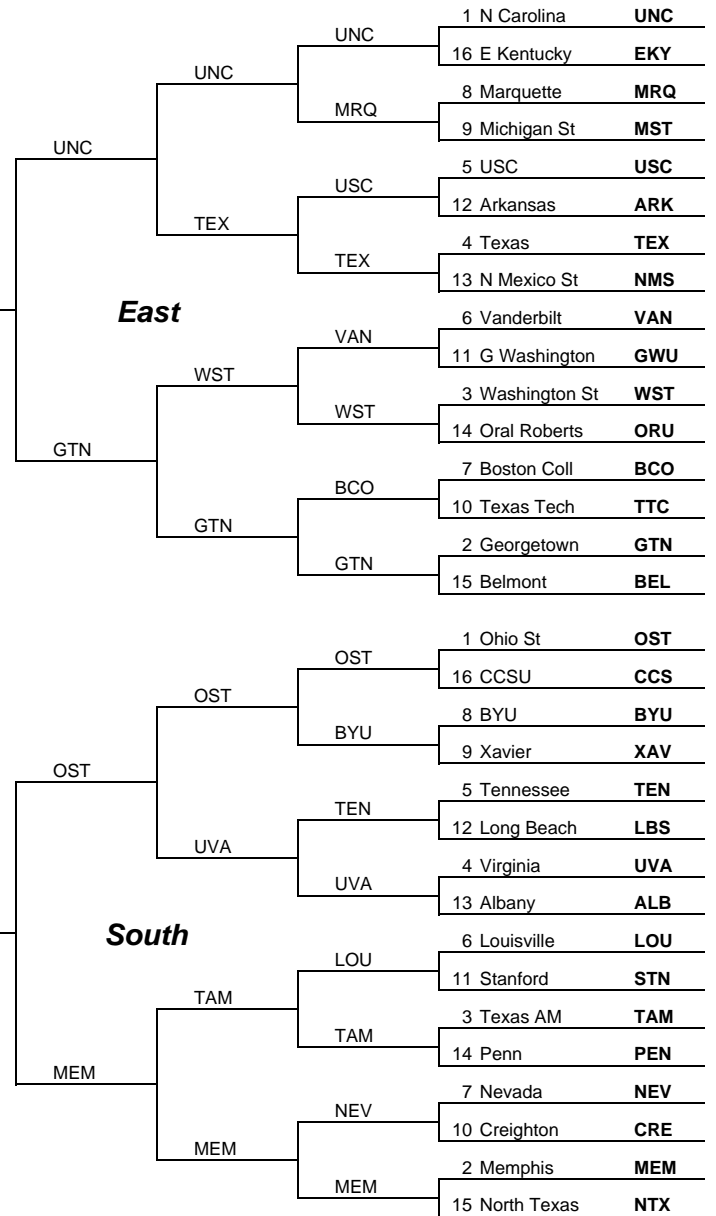 1 N Carolina UNC
UNC
16 E Kentucky EKY
UNC
8 Marquette MRQ
MRQ
9 Michigan St MST
UNC
5 USC USC
USC
12 Arkansas ARK
TEX
4 Texas TEX
TEX
13 N Mexico St NMS
East
6 Vanderbilt VAN
VAN
11 G Washington GWU
WST
3 Washington St WST
WST
14 Oral Roberts ORU
GTN
7 Boston Coll BCO
BCO
10 Texas Tech TTC
GTN
2 Georgetown GTN
GTN
15 Belmont BEL
1 Ohio St OST
OST
16 CCSU CCS
OST
8 BYU BYU
BYU
9 Xavier XAV
OST
5 Tennessee TEN
TEN
12 Long Beach LBS
UVA
4 Virginia UVA
UVA
13 Albany ALB
South
6 Louisville LOU
LOU
11 Stanford STN
TAM
3 Texas AM TAM
TAM
14 Penn PEN
MEM
7 Nevada NEV
NEV
10 Creighton CRE
MEM
2 Memphis MEM
MEM
15 North Texas NTX